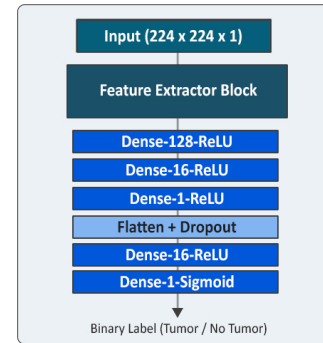 Input (224 x 224 x 1)
Feature Extractor Block
Dense-128-ReLU
Dense-16-ReLU
Dense-1-ReLU
Flatten + Dropout
Dense-16-ReLU
Dense-1-Sigmoid
Binary Label (Tumor / No Tumor)